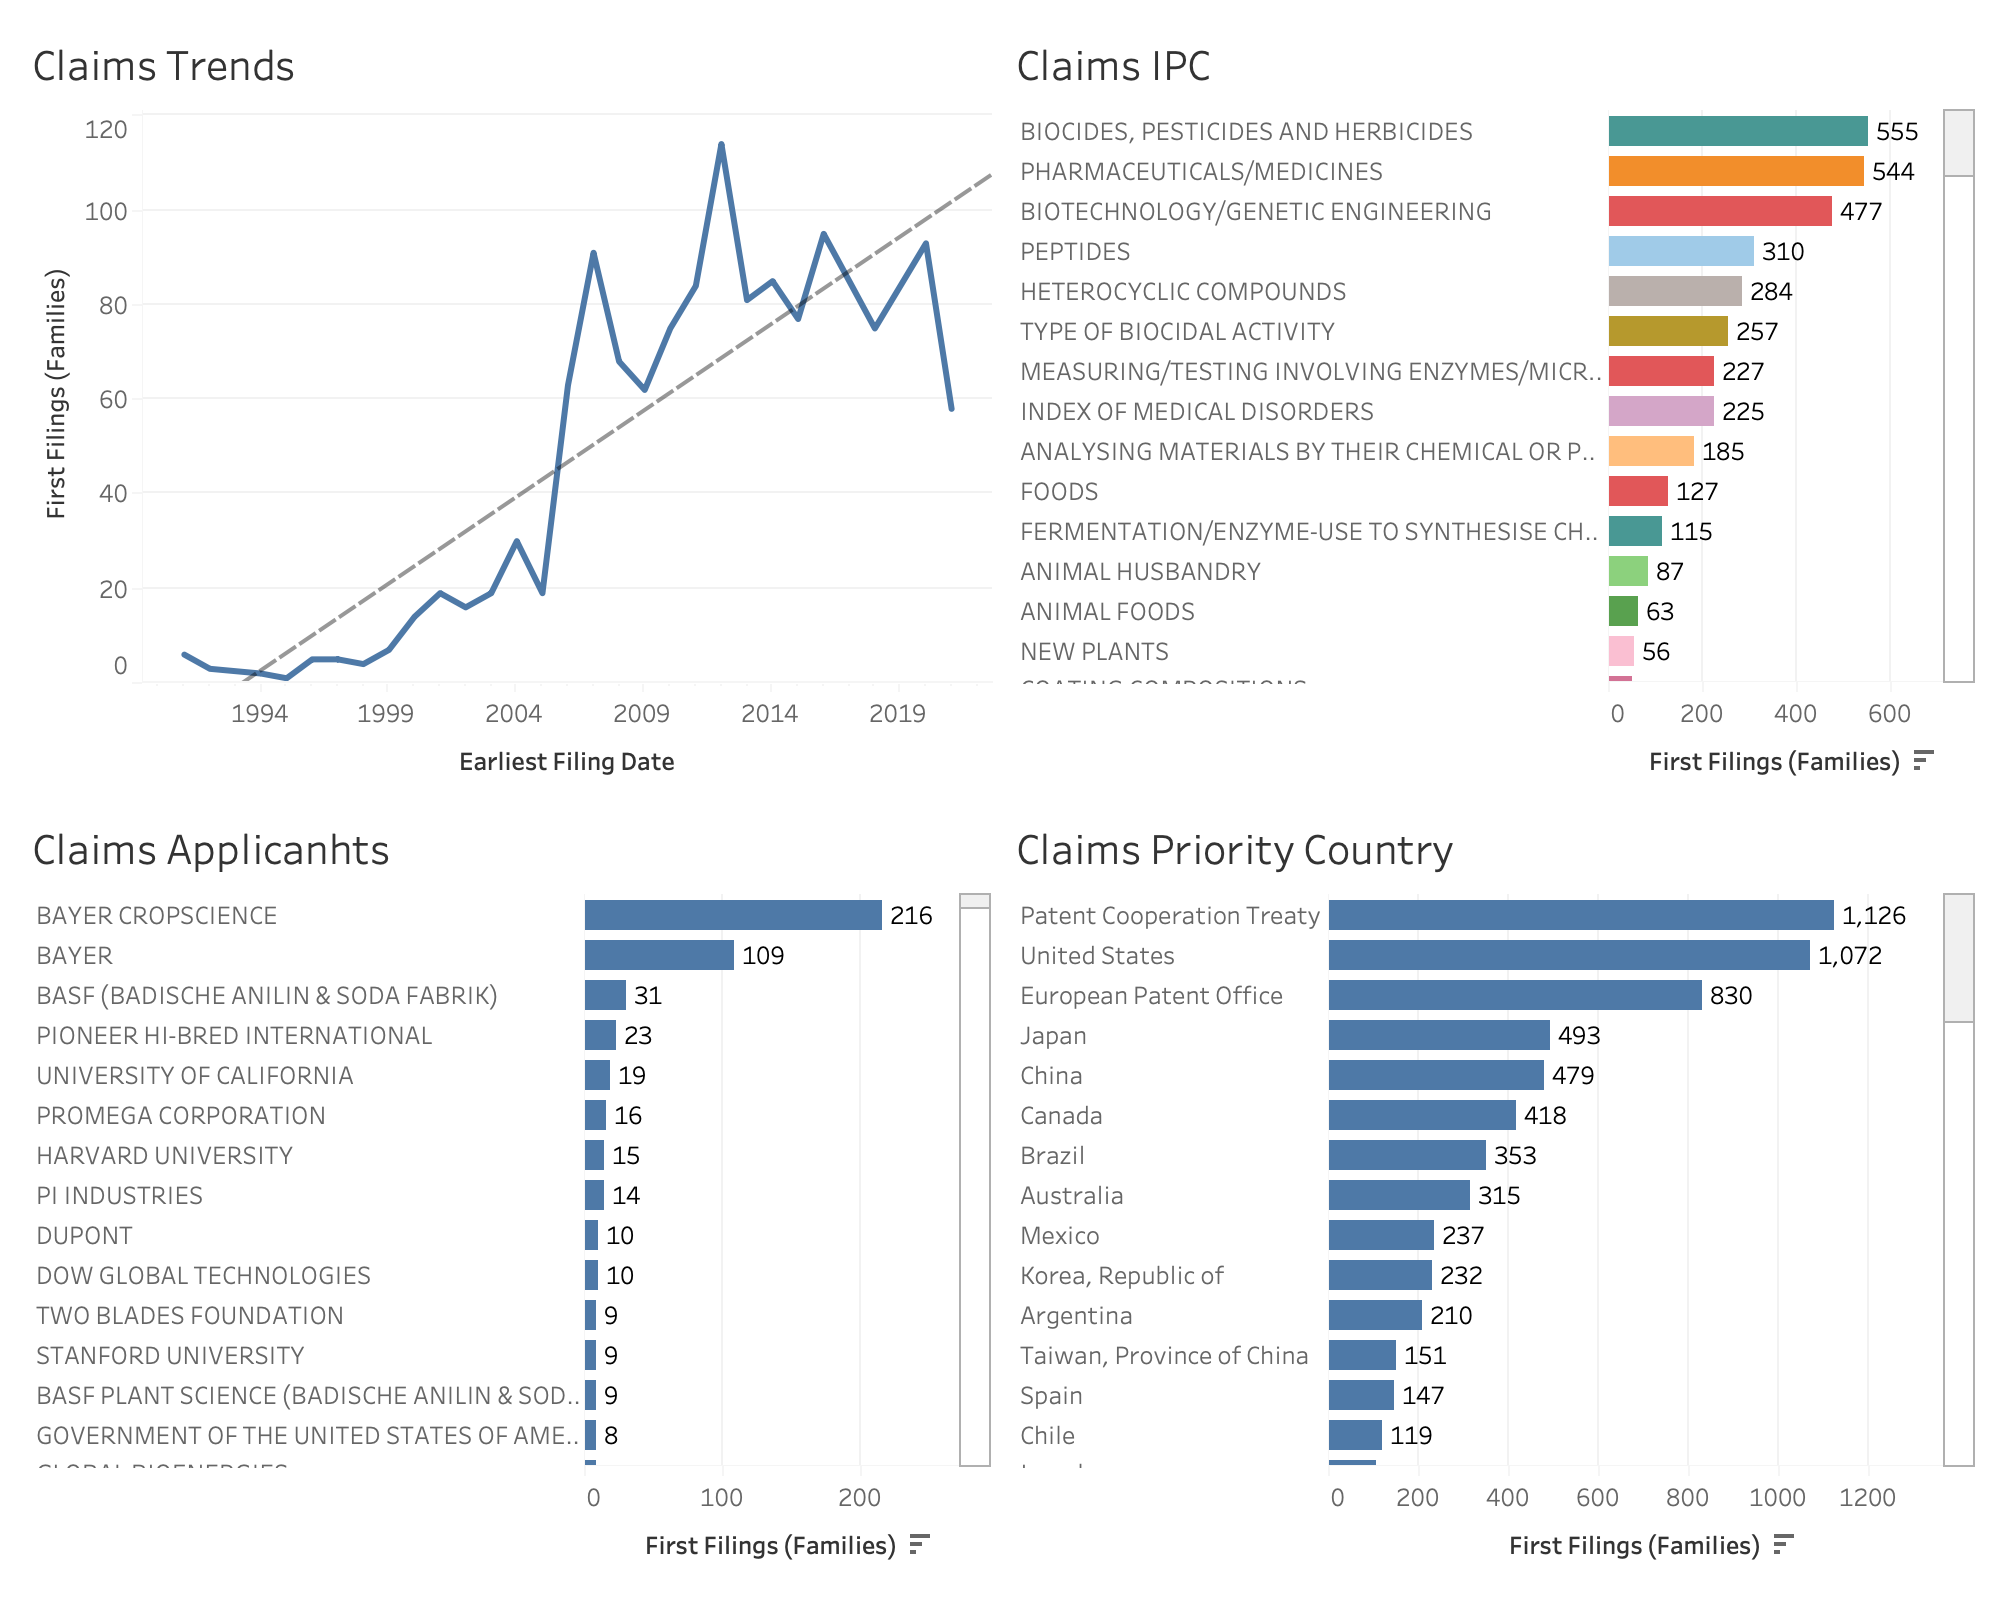 Claims Trends
120
100
80
60
40
20
0
First Filings (Families)
1994 1999 2004 2009 2014 2019
Earliest Filing Date
Claims IPC
BIOCIDES, PESTICIDES AND HERBICIDES 555
PHARMACEUTICALS/MEDICINES 544
BIOTECHNOLOGY/GENETIC ENGINEERING 477
PEPTIDES 310
HETEROCYCLIC COMPOUNDS 284
TYPE OF BIOCIDAL ACTIVITY 257
MEASURING/TESTING INVOLVING ENZYMES/MICR.. 227
INDEX OF MEDICAL DISORDERS 225
ANALYSING MATERIALS BY THEIR CHEMICAL OR P.. 185
FOODS 127
FERMENTATION/ENZYME-USE TO SYNTHESISE CH.. 115
ANIMAL HUSBANDRY 87
ANIMAL FOODS 63
NEW PLANTS 56
COATING COMPOSITIONS
0 200 400 600
First Filings (Families)
Claims Applicanhts
BAYER CROPSCIENCE 216
BAYER 109
BASF (BADISCHE ANILIN & SODA FABRIK) 31
PIONEER HI-BRED INTERNATIONAL 23
UNIVERSITY OF CALIFORNIA 19
PROMEGA CORPORATION 16
HARVARD UNIVERSITY 15
PI INDUSTRIES 14
DUPONT 10
DOW GLOBAL TECHNOLOGIES 10
TWO BLADES FOUNDATION 9
STANFORD UNIVERSITY 9
BASF PLANT SCIENCE (BADISCHE ANILIN & SOD.. 9
GOVERNMENT OF THE UNITED STATES OF AME.. 8
GLOBAL BIOENERGIES
0 100 200
First Filings (Families)
Claims Priority Country
Patent Cooperation Treaty 1,126
United States 1,072
European Patent Office 830
Japan 493
China 479
Canada 418
Brazil 353
Australia 315
Mexico 237
Korea, Republic of 232
Argentina 210
Taiwan, Province of China 151
Spain 147
Chile 119
0 200 400 600 800 1000 1200
First Filings (Families)